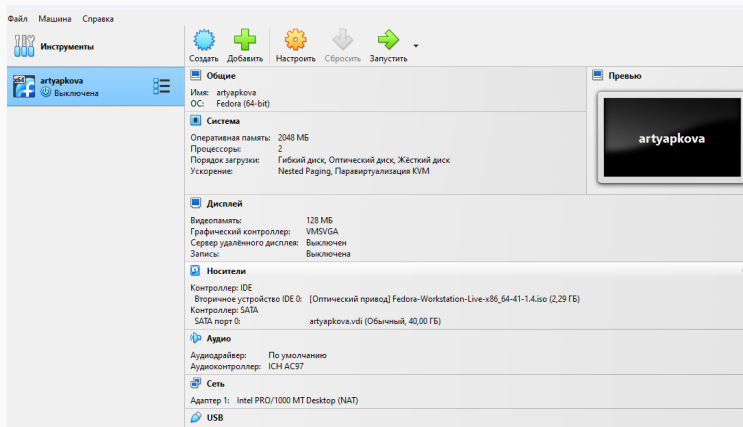 Файл Машина Справка
Инструменты
Создать Добавить Настроить Сбросить Запустить
x64
artyapkova
Выключена
Общие
Имя: artyapkova
ОС: Fedora (64-bit)
Превью
artyapkova
Система
Оперативная память: 2048 МБ
Процессоры: 2
Порядок загрузки: Гибкий диск, Оптический диск, Жёсткий диск
Ускорение: Nested Paging, Паравиртуализация KVM
Дисплей
Видеопамять: 128 МБ
Графический контроллер: VMSVGA
Сервер удалённого дисплея: Выключен
Запись: Выключена
Носители
Контроллер: IDE
Вторичное устройство IDE 0: [Оптический привод] Fedora-Workstation-Live-x86_64-41-1.4.iso (2,29 ГБ)
Контроллер: SATA
SATA порт 0: artyapkova.vdi (Обычный, 40,00 ГБ)
Аудио
Аудиодрайвер: По умолчанию
Аудиоконтроллер: ICH AC97
Сеть
Адаптер 1: Intel PRO/1000 MT Desktop (NAT)
USB